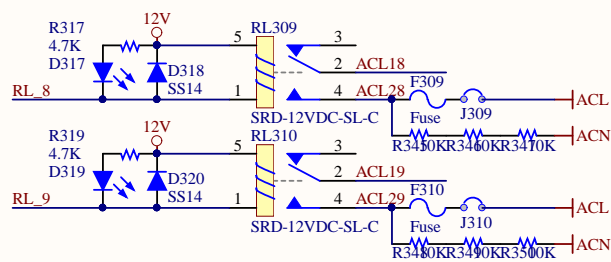 12V
R317
4.7K
D317
D318
SS14
RL_8
RL309
5
1
3
2
4
ACL18
ACL28
SRD-12VDC-SL-C
F309
Fuse
J309
ACL
ACN
12V
R319
4.7K
D319
D320
SS14
RL_9
RL310
5
1
3
2
4
ACL19
ACL29
SRD-12VDC-SL-C
F310
Fuse
J310
ACL
ACN